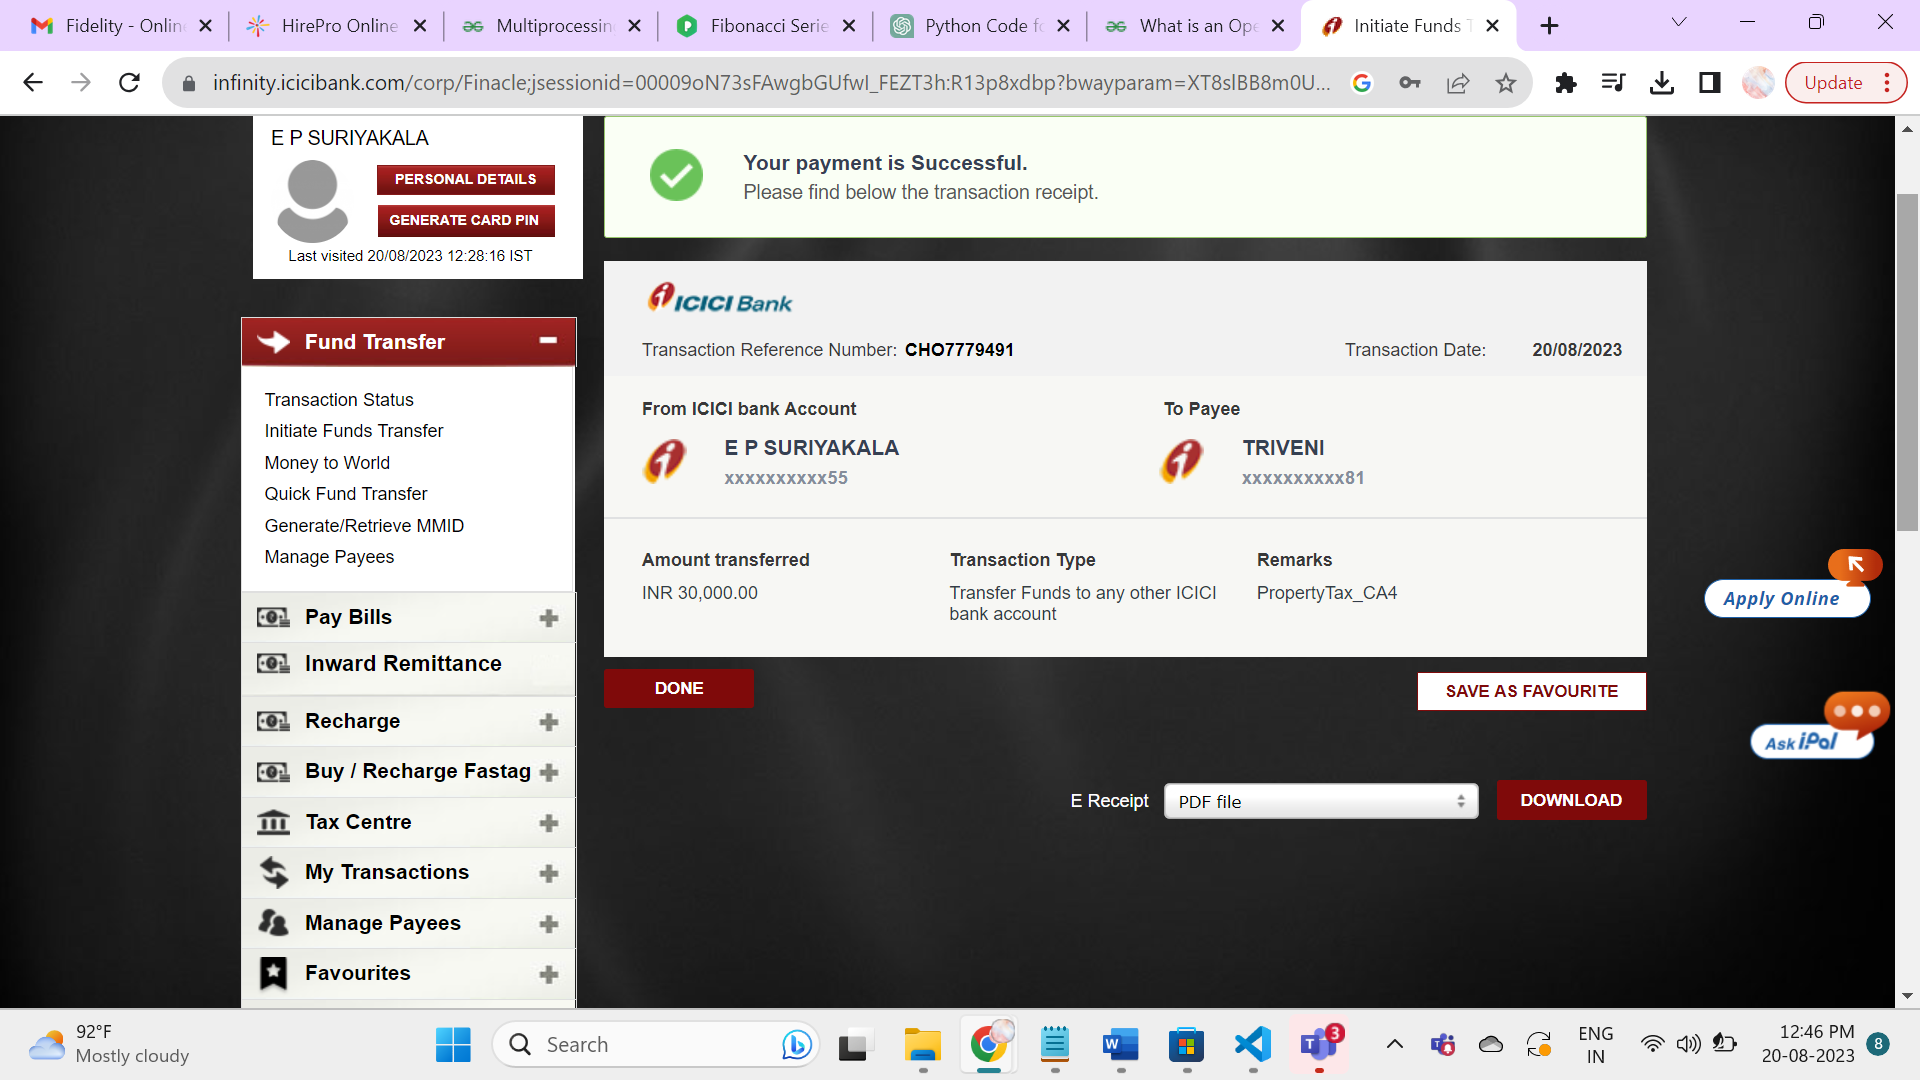 Fidelity - Onlin
HirePro Online
Multiprocessin
Fibonacci Serie
Python Code fo
What is an Ope
Initiate Funds T
infinity.icicibank.com/corp/Finacle;jsessionid=00009oN73sFAwgbGUfwI_FEZT3h:R13p8xdbp?bwayparam=XT8slBB8m0U...
Update
E P SURIYAKALA
PERSONAL DETAILS
GENERATE CARD PIN
Last visited 20/08/2023 12:28:16 IST
Your payment is Successful.
Please find below the transaction receipt.
ICICI Bank
Transaction Reference Number: CHO7779491
Transaction Date: 20/08/2023
From ICICI bank Account
To Payee
E P SURIYAKALA
xxxxxxxxxx55
TRIVENI
xxxxxxxxxx81
Amount transferred
INR 30,000.00
Transaction Type
Transfer Funds to any other ICICI
bank account
Remarks
PropertyTax_CA4
DONE
SAVE AS FAVOURITE
E Receipt
PDF file
DOWNLOAD
Fund Transfer
Transaction Status
Initiate Funds Transfer
Money to World
Quick Fund Transfer
Generate/Retrieve MMID
Manage Payees
Pay Bills
Inward Remittance
Recharge
Buy / Recharge Fastag
Tax Centre
My Transactions
Manage Payees
Favourites
Apply Online
Ask iPal
92°F
Mostly cloudy
Search
3
ENG
IN
12:46 PM
20-08-2023
8